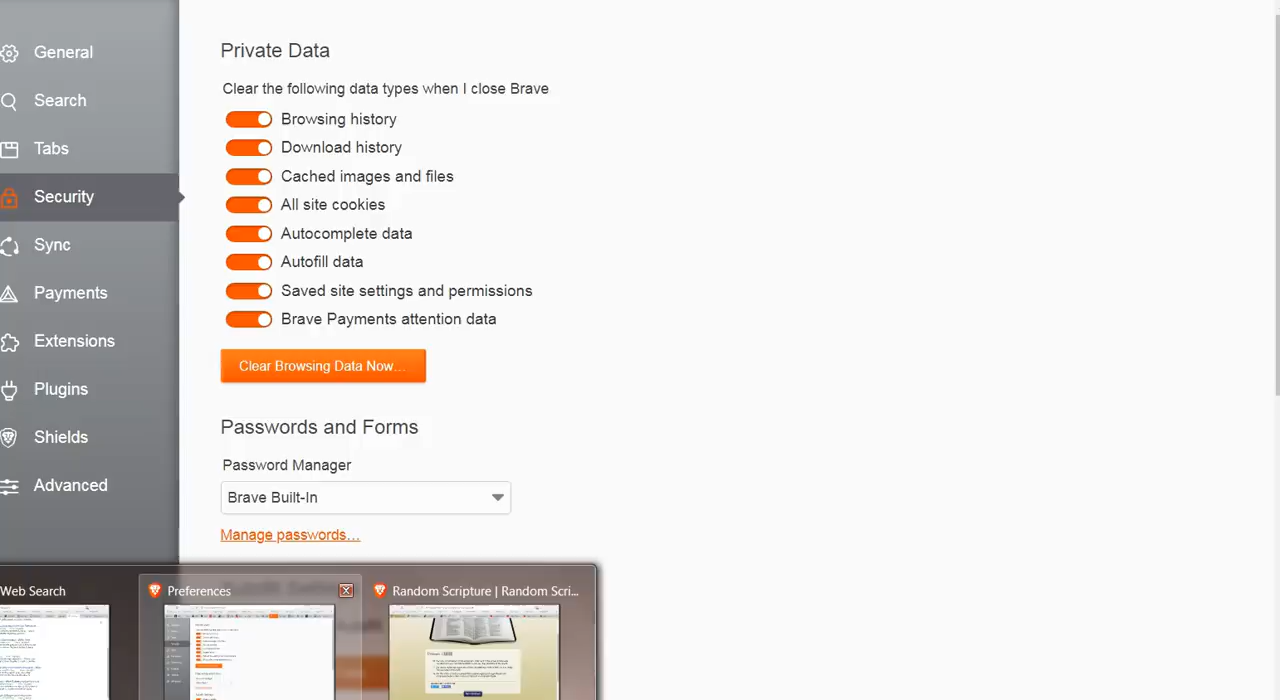 General
Search
Tabs
Security
Sync
Payments
Extensions
Plugins
Shields
Advanced
Private Data
Clear the following data types when I close Brave
Browsing history
Download history
Cached images and files
All site cookies
Autocomplete data
Autofill data
Saved site settings and permissions
Brave Payments attention data
Clear Browsing Data Now...
Passwords and Forms
Password Manager
Brave Built-In
Manage passwords...
Web Search
Preferences
Random Scripture | Random Scri...